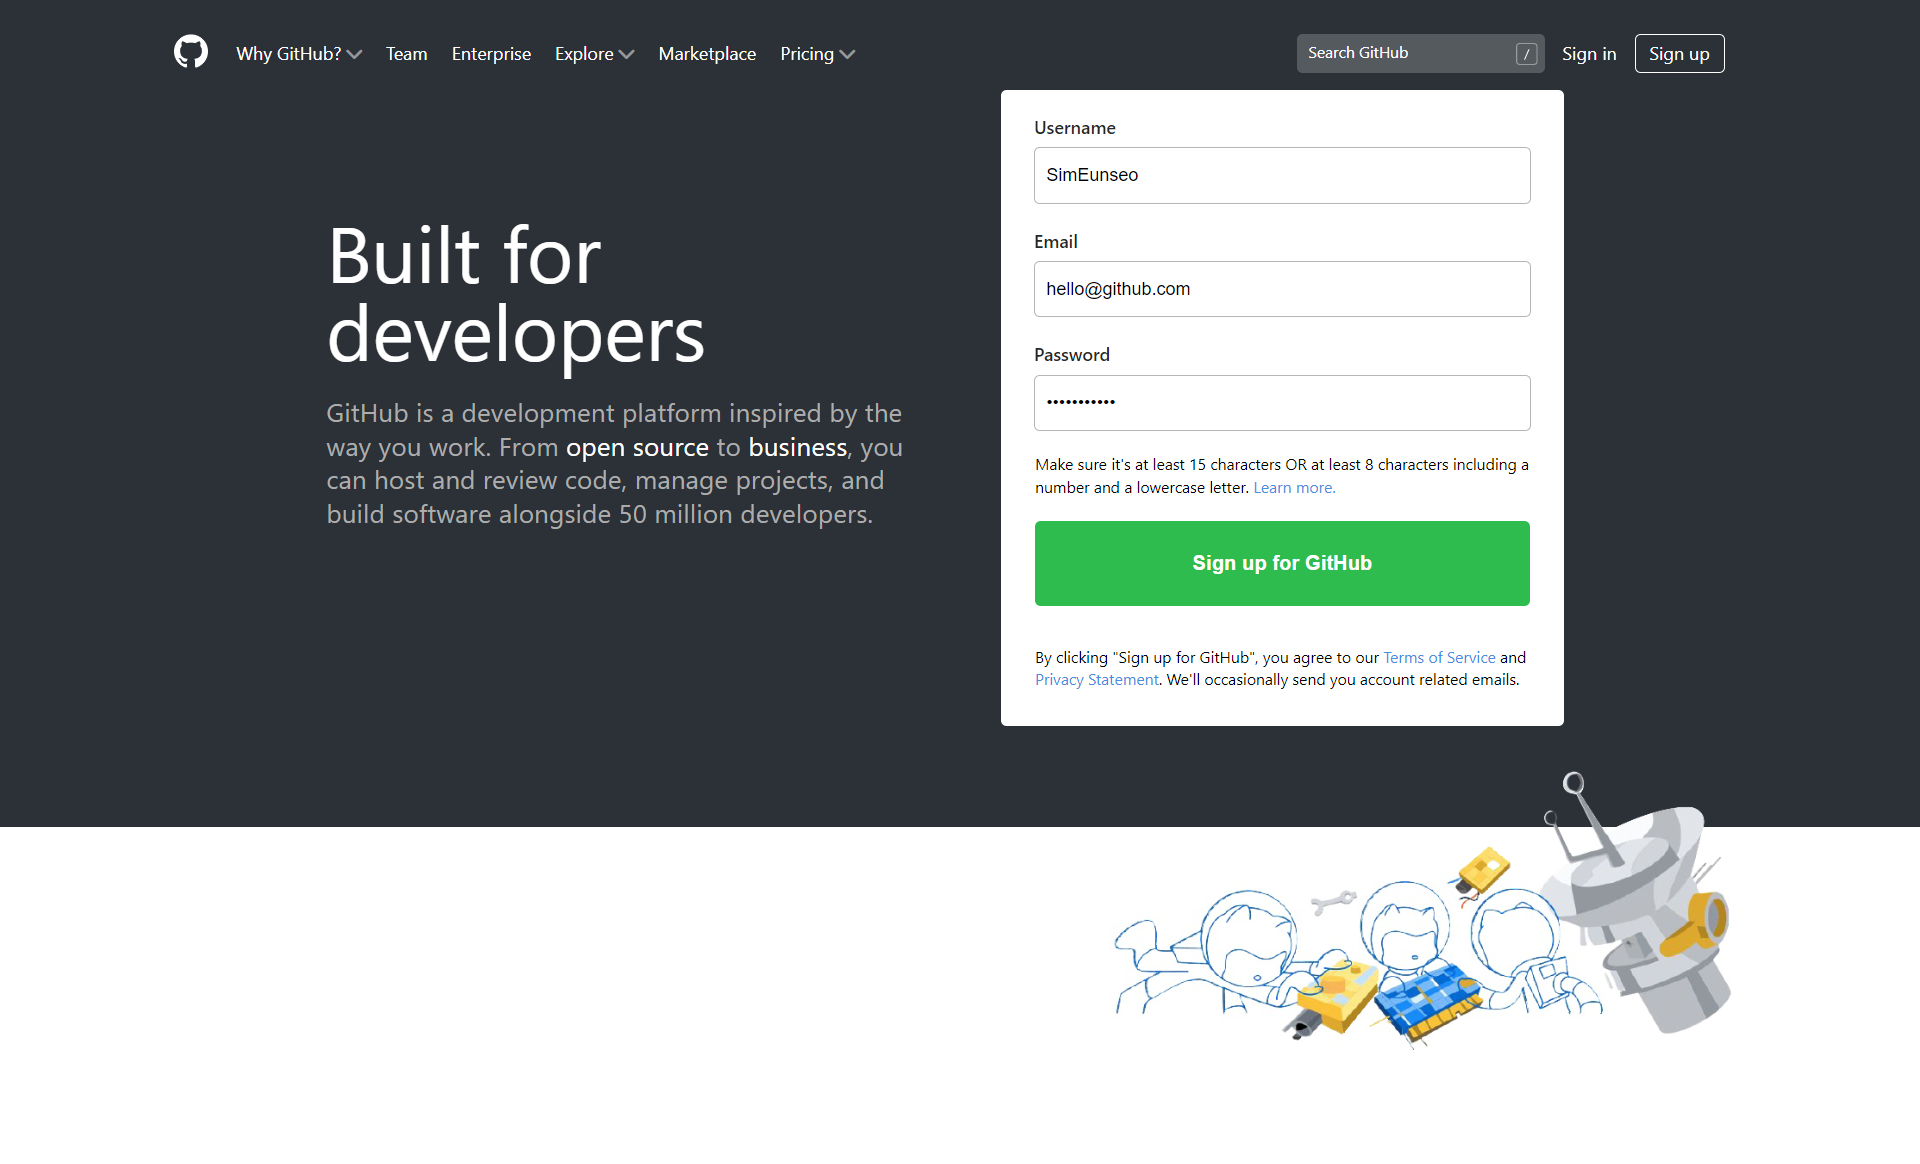 Why GitHub? Team Enterprise Explore Marketplace Pricing Search GitHub / Sign in Sign up
Built for
developers
GitHub is a development platform inspired by the
way you work. From open source to business, you
can host and review code, manage projects, and
build software alongside 50 million developers.
Username
SimEunseo
Email
hello@github.com
Password
•••••••••••
Make sure it's at least 15 characters OR at least 8 characters including a
number and a lowercase letter. Learn more.
Sign up for GitHub
By clicking "Sign up for GitHub", you agree to our Terms of Service and
Privacy Statement. We'll occasionally send you account related emails.